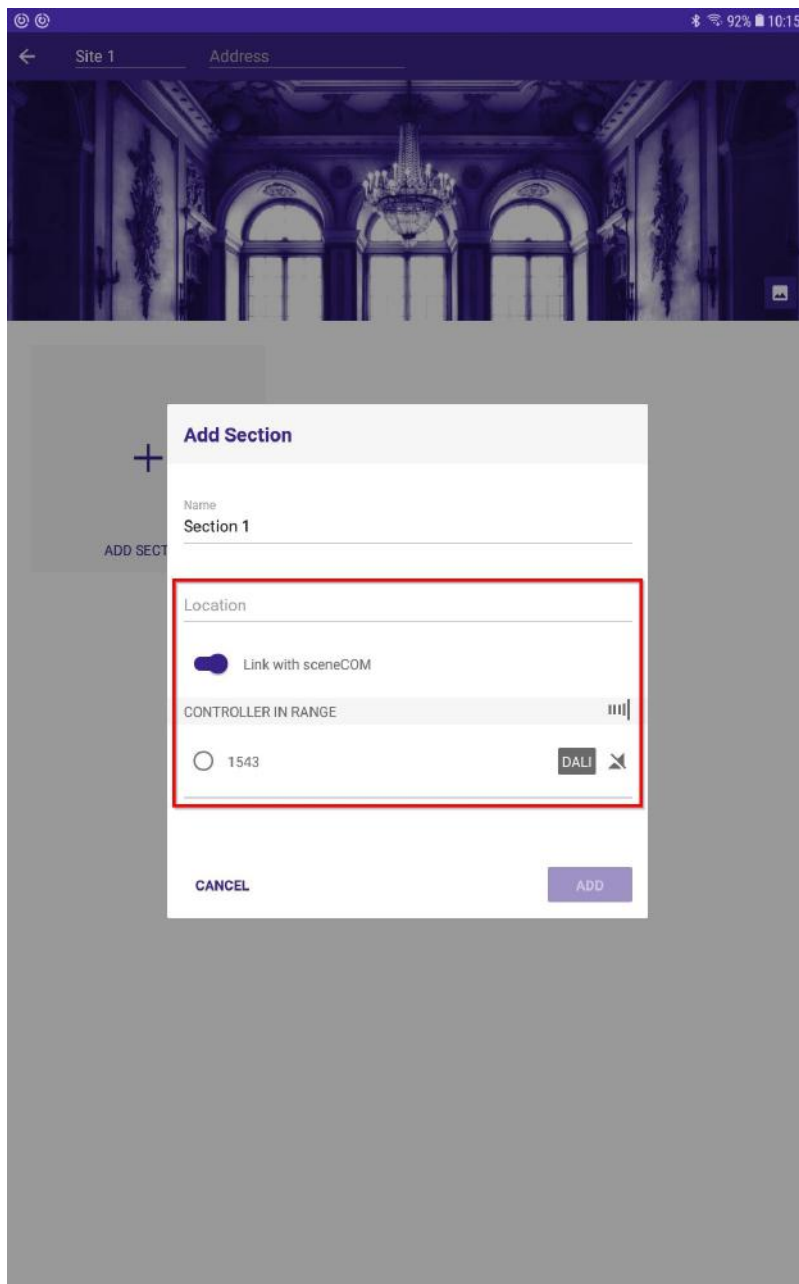 92% 10:15
Site 1 Address
Add Section
Name
Section 1
ADD SECT
Location
Link with sceneCOM
CONTROLLER IN RANGE
1543 DALI
CANCEL ADD